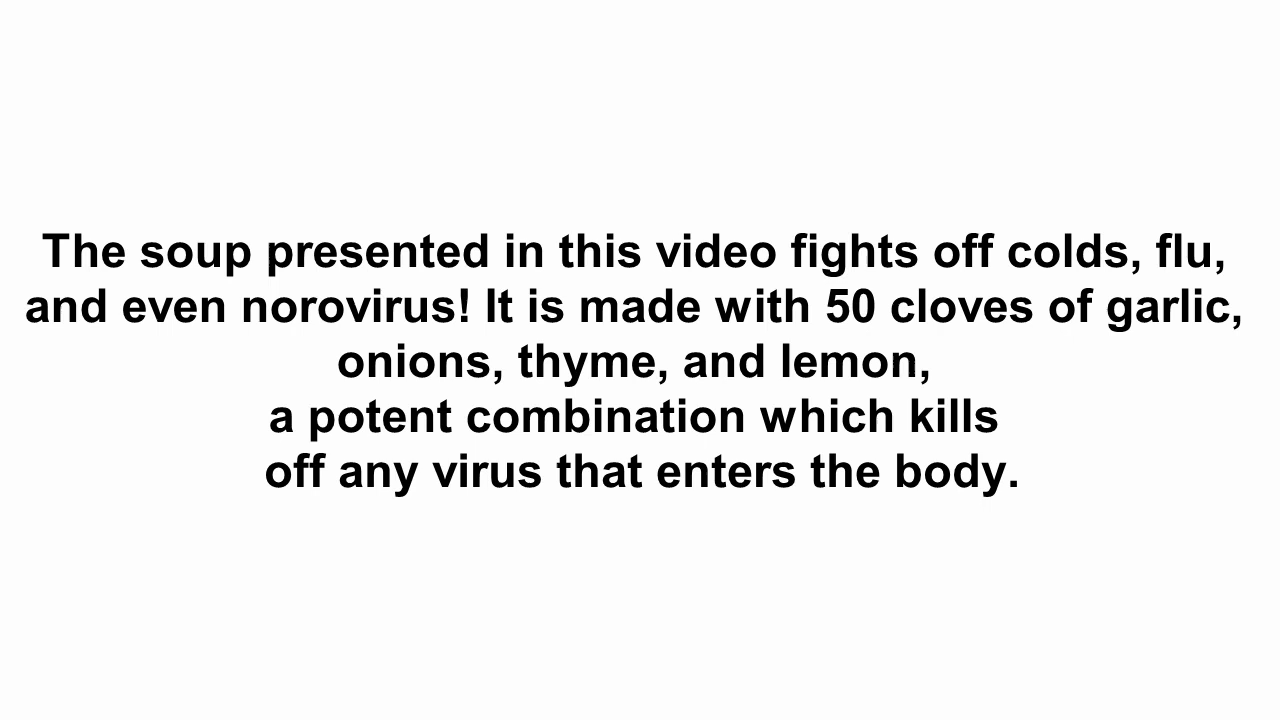 The soup presented in this video fights off colds, flu,
and even norovirus! It is made with 50 cloves of garlic,
onions, thyme, and lemon,
a potent combination which kills
off any virus that enters the body.